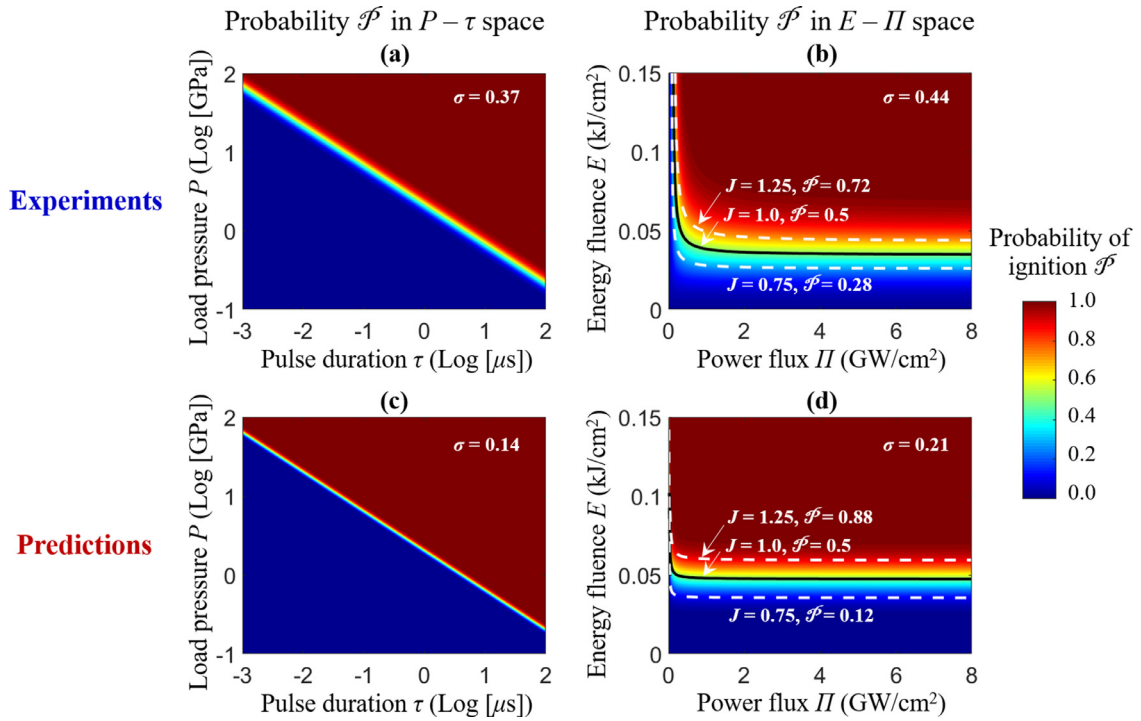 Probability 𝒫 in P – τ space
Probability 𝒫 in E – Π space
(a)
Load pressure P (Log [GPa])
2
1
0
-1
σ = 0.37
-3
-2
-1
0
1
2
Pulse duration τ (Log [μs])
(b)
Energy fluence E (kJ/cm²)
0.15
0.1
0.05
0
σ = 0.44
J = 1.25, 𝒫 = 0.72
J = 1.0, 𝒫 = 0.5
J = 0.75, 𝒫 = 0.28
0
2
4
6
8
Power flux Π (GW/cm²)
Experiments
Probability of
ignition 𝒫
1.0
0.8
0.6
0.4
0.2
0.0
(c)
Load pressure P (Log [GPa])
2
1
0
-1
σ = 0.14
-3
-2
-1
0
1
2
Pulse duration τ (Log [μs])
(d)
Energy fluence E (kJ/cm²)
0.15
0.1
0.05
0
σ = 0.21
J = 1.25, 𝒫 = 0.88
J = 1.0, 𝒫 = 0.5
J = 0.75, 𝒫 = 0.12
0
2
4
6
8
Power flux Π (GW/cm²)
Predictions